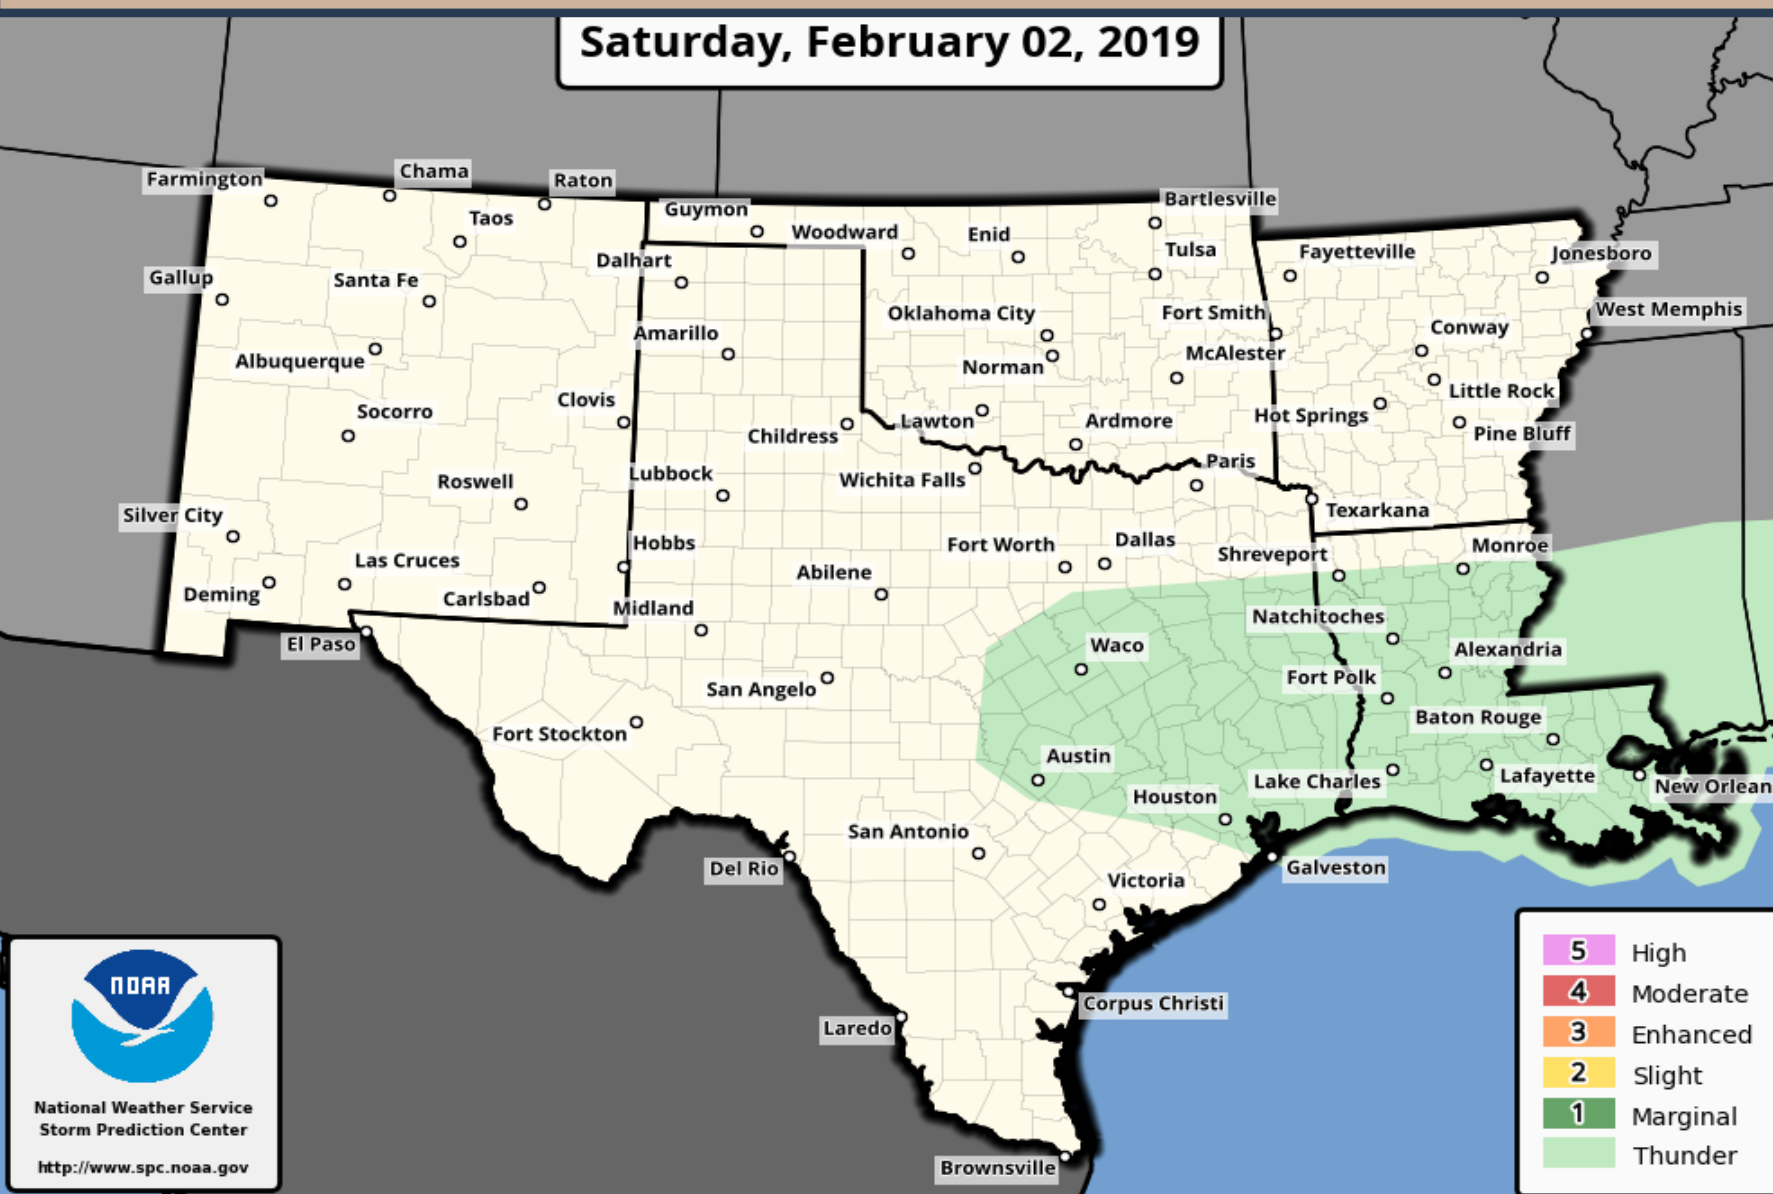 Saturday, February 02, 2019
Farmington
Chama
Raton
Taos
Guymon
Woodward
Enid
Bartlesville
Tulsa
Fayetteville
Jonesboro
Gallup
Santa Fe
Dalhart
Oklahoma City
Fort Smith
Conway
West Memphis
Albuquerque
Amarillo
Norman
McAlester
Little Rock
Socorro
Clovis
Childress
Lawton
Ardmore
Hot Springs
Pine Bluff
Roswell
Lubbock
Wichita Falls
Paris
Texarkana
Silver City
Las Cruces
Hobbs
Abilene
Fort Worth
Dallas
Shreveport
Monroe
Deming
Carlsbad
Midland
Natchitoches
El Paso
San Angelo
Waco
Alexandria
Fort Polk
Fort Stockton
Austin
Baton Rouge
Lake Charles
Lafayette
New Orlean
Houston
San Antonio
Del Rio
Galveston
Victoria
Corpus Christi
Laredo
Brownsville
NOAA
National Weather Service
Storm Prediction Center
http://www.spc.noaa.gov
5 High
4 Moderate
3 Enhanced
2 Slight
1 Marginal
Thunder